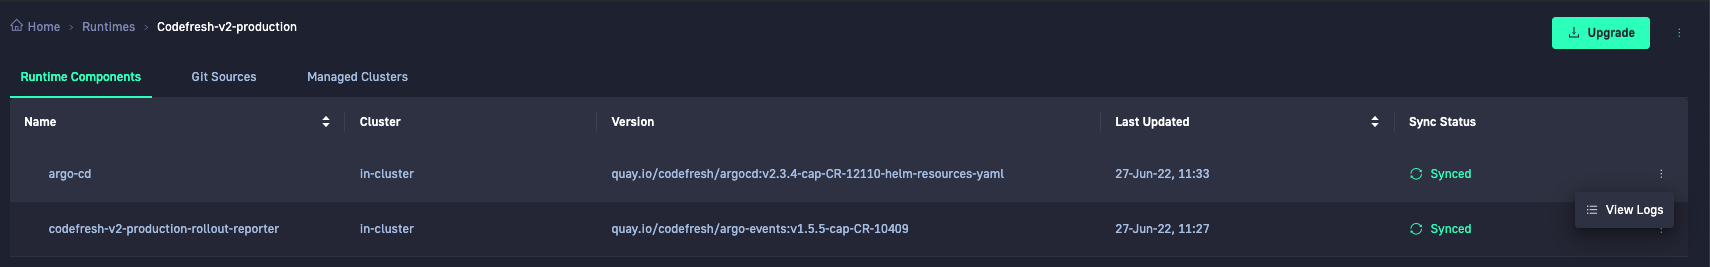 Home > Runtimes > Codefresh-v2-production
Upgrade
Runtime Components Git Sources Managed Clusters
Name Cluster Version Last Updated Sync Status
argo-cd in-cluster quay.io/codefresh/argocd:v2.3.4-cap-CR-12110-helm-resources-yaml 27-Jun-22, 11:33 Synced
View Logs
codefresh-v2-production-rollout-reporter in-cluster quay.io/codefresh/argo-events:v1.5.5-cap-CR-10409 27-Jun-22, 11:27 Synced